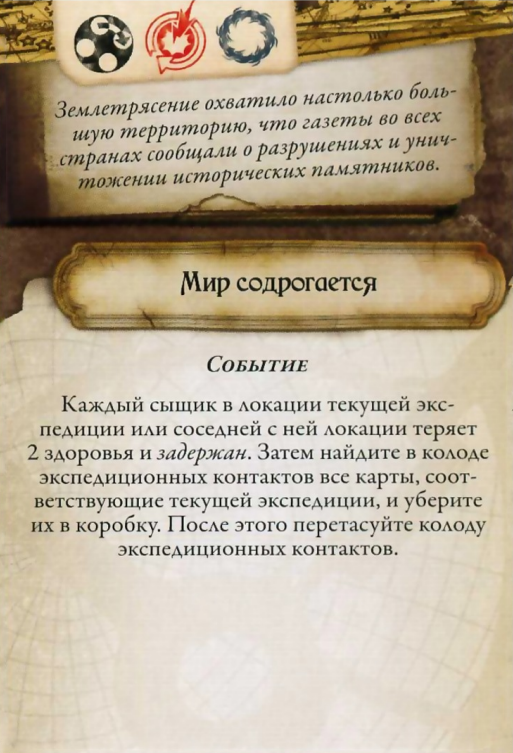 Землетрясение охватило настолько боль-
шую территорию, что газеты во всех
странах сообщали о разрушениях и унич-
тожении исторических памятников.
Мир содрогается
Событие
Каждый сыщик в локации текущей экс-
педиции или соседней с ней локации теряет
2 здоровья и задержан. Затем найдите в колоде
экспедиционных контактов все карты, соот-
ветствующие текущей экспедиции, и уберите
их в коробку. После этого перетасуйте колоду
экспедиционных контактов.